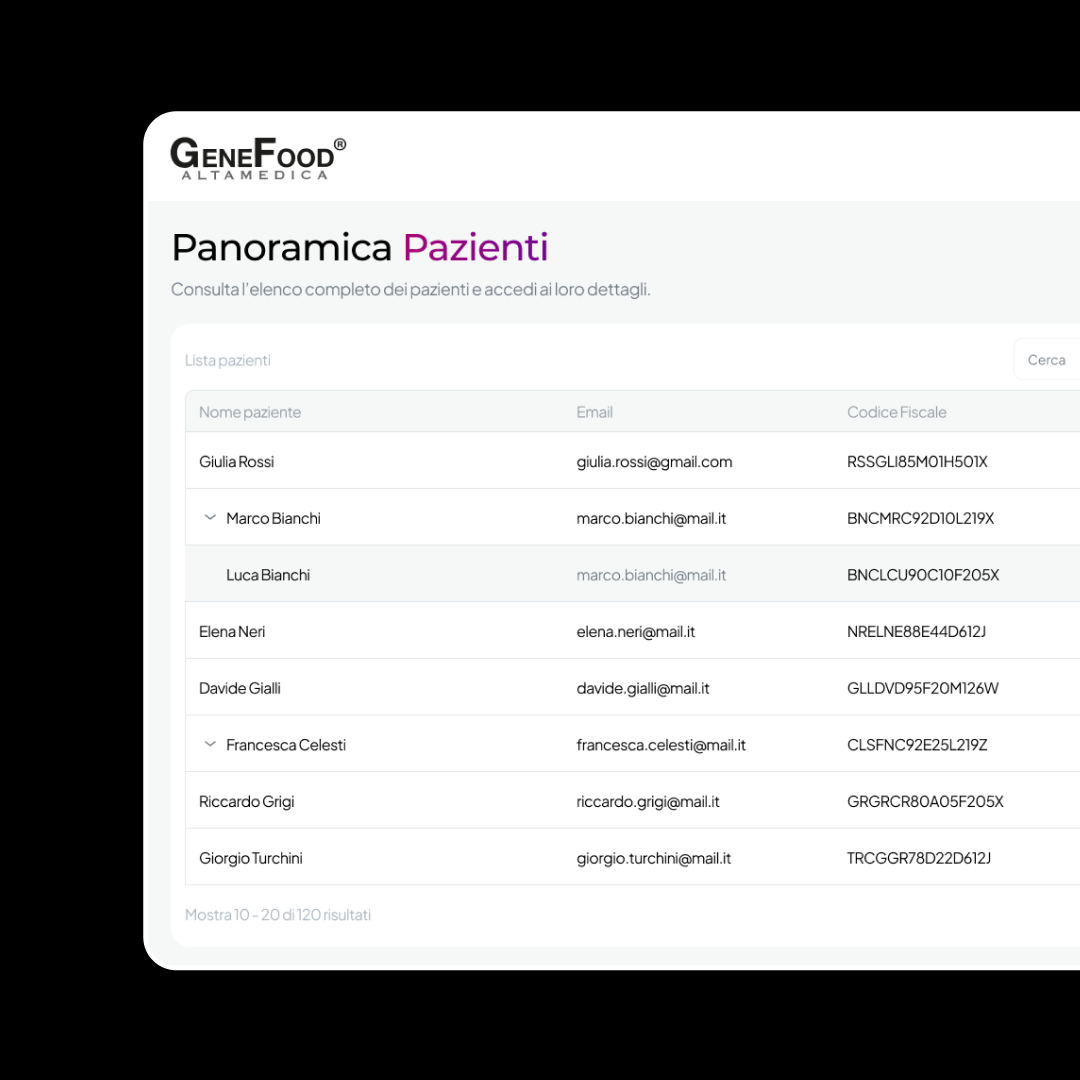 GENEFOOD®
ALTAMEDICA
Panoramica Pazienti
Consulta l'elenco completo dei pazienti e accedi ai loro dettagli.
Lista pazienti
Cerca
Nome paziente Email Codice Fiscale
Giulia Rossi giulia.rossi@gmail.com RSSGLI85M01H501X
Marco Bianchi marco.bianchi@mail.it BNCMRC92D10L219X
Luca Bianchi marco.bianchi@mail.it BNCLCU90C10F205X
Elena Neri elena.neri@mail.it NRELNE88E44D612J
Davide Gialli davide.gialli@mail.it GLLDVD95F20M126W
Francesca Celesti francesca.celesti@mail.it CLSFNC92E25L219Z
Riccardo Grigi riccardo.grigi@mail.it GRGRCR80A05F205X
Giorgio Turchini giorgio.turchini@mail.it TRCGGR78D22D612J
Mostra 10 - 20 di 120 risultati